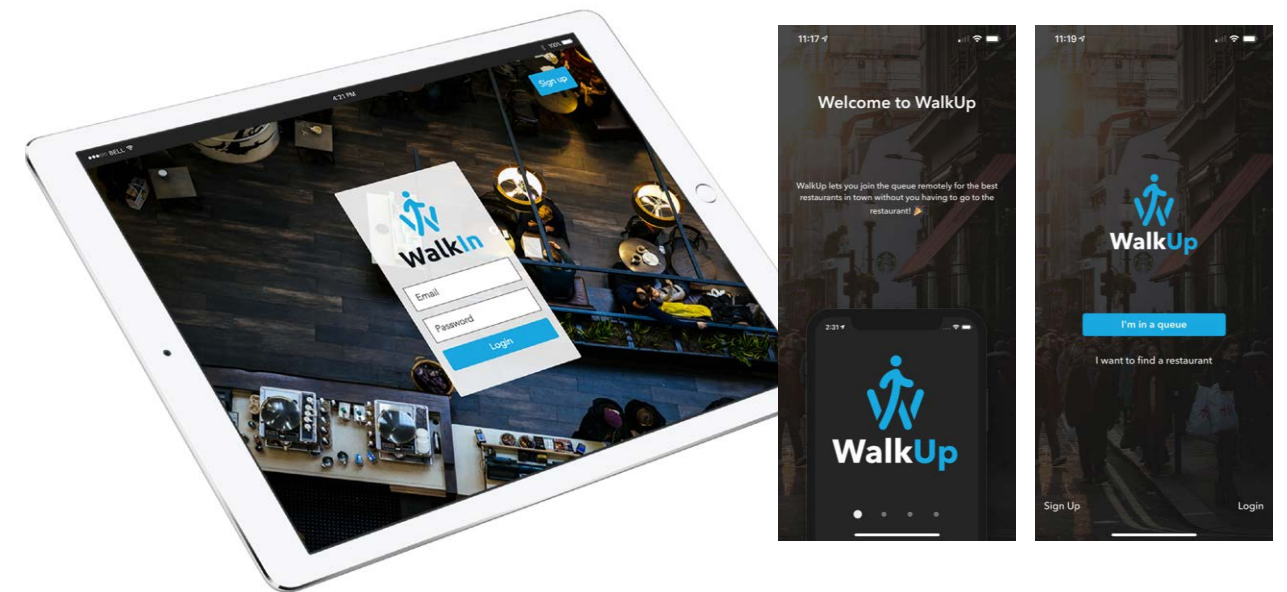 ●●●○○ BELL
4:21 PM
100%
Sign up
WalkIn
Email
Password
Login
11:17
Welcome to WalkUp
WalkUp lets you join the queue remotely for the best
restaurants in town without you having to go to the
restaurant! 🎉
2:31
WalkUp
11:19
WalkUp
I'm in a queue
I want to find a restaurant
Sign Up
Login